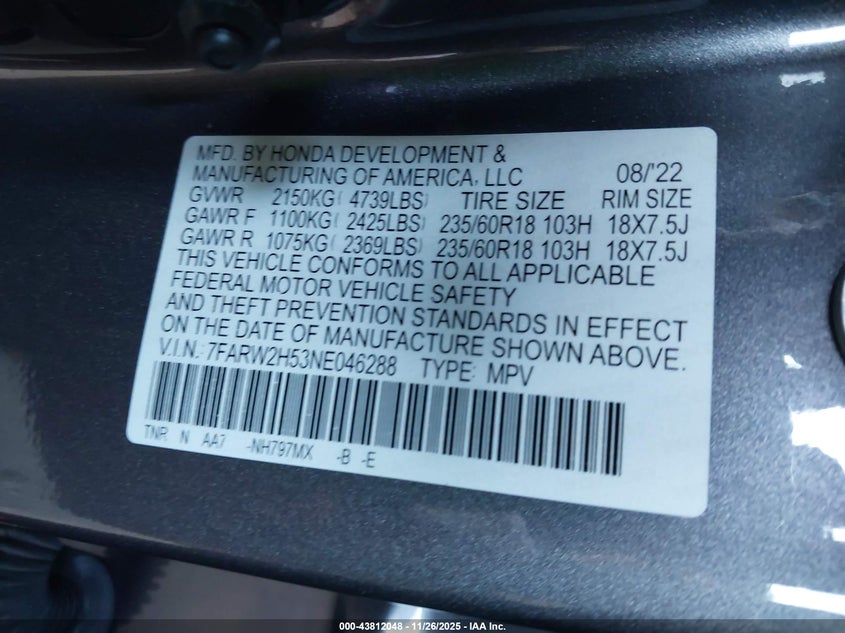 MFD. BY HONDA DEVELOPMENT &
MANUFACTURING OF AMERICA, LLC 08/'22
GVWR 2150KG( 4739LBS) TIRE SIZE RIM SIZE
GAWR F 1100KG( 2425LBS) 235/60R18 103H 18X7.5J
GAWR R 1075KG( 2369LBS) 235/60R18 103H 18X7.5J
THIS VEHICLE CONFORMS TO ALL APPLICABLE
FEDERAL MOTOR VEHICLE SAFETY
AND THEFT PREVENTION STANDARDS IN EFFECT
ON THE DATE OF MANUFACTURE SHOWN ABOVE.
V.I.N.: 7FARW2H53NE046288 TYPE: MPV
TNR N AA7 -NH797MX -B -E
000-43812048 - 11/26/2025 - IAA Inc.